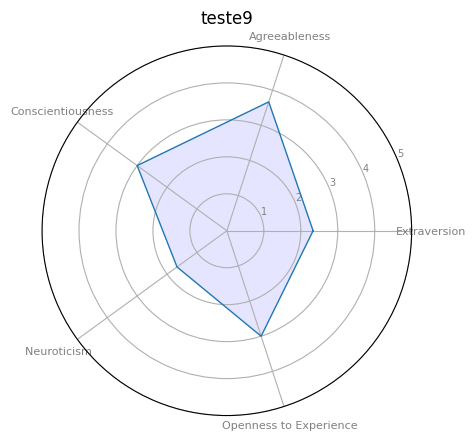 teste9
Agreeableness
Conscientiousness
5
4
3
2
1
Extraversion
Neuroticism
Openness to Experience